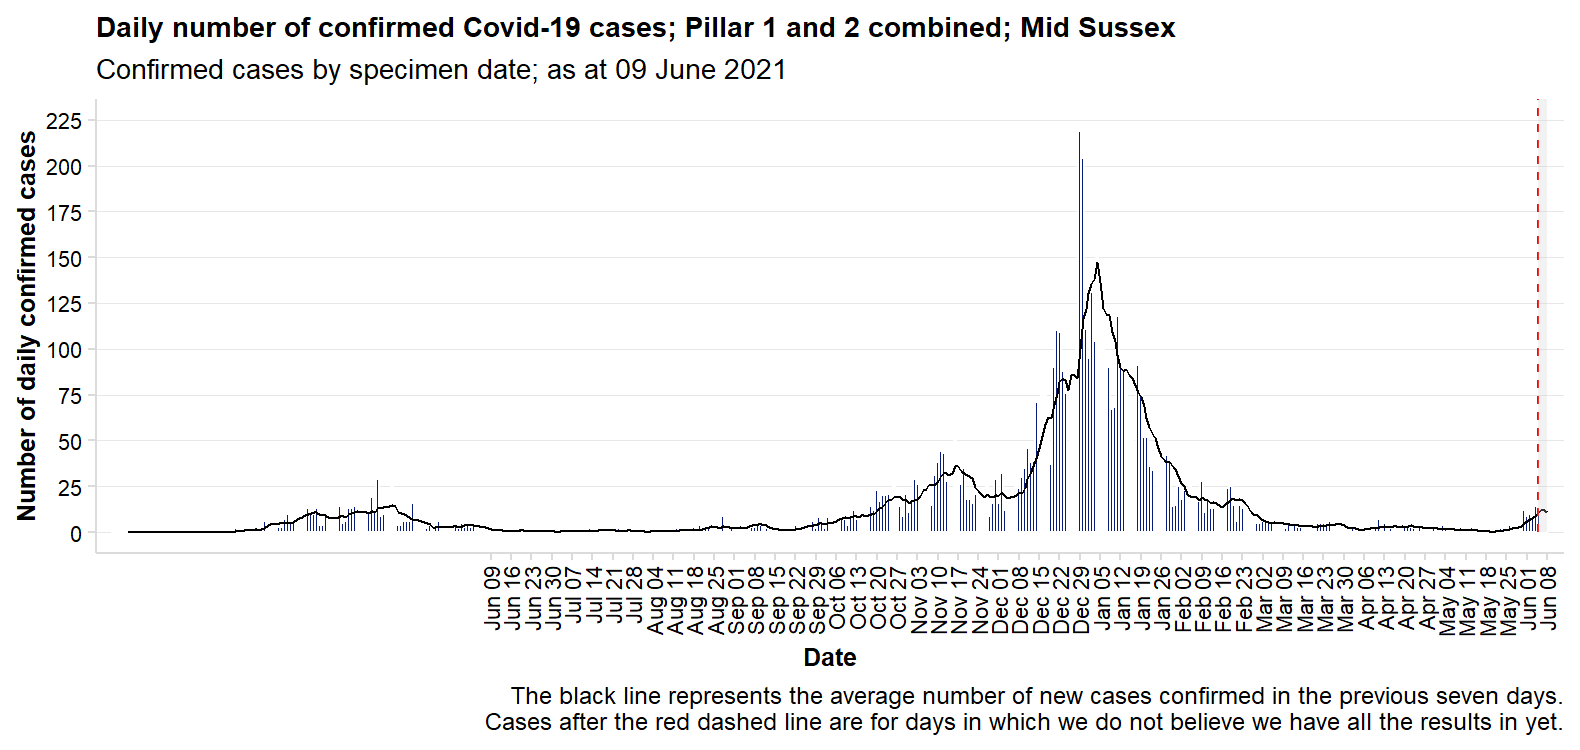 Daily number of confirmed Covid-19 cases; Pillar 1 and 2 combined; Mid Sussex
Confirmed cases by specimen date; as at 09 June 2021
Number of daily confirmed cases
225
200
175
150
125
100
75
50
25
0
Jun 09
Jun 16
Jun 23
Jun 30
Jul 07
Jul 14
Jul 21
Jul 28
Aug 04
Aug 11
Aug 18
Aug 25
Sep 01
Sep 08
Sep 15
Sep 22
Sep 29
Oct 06
Oct 13
Oct 20
Oct 27
Nov 03
Nov 10
Nov 17
Nov 24
Dec 01
Dec 08
Dec 15
Dec 22
Dec 29
Jan 05
Jan 12
Jan 19
Jan 26
Feb 02
Feb 09
Feb 16
Feb 23
Mar 02
Mar 09
Mar 16
Mar 23
Mar 30
Apr 06
Apr 13
Apr 20
Apr 27
May 04
May 11
May 18
May 25
Jun 01
Jun 08
Date
The black line represents the average number of new cases confirmed in the previous seven days.
Cases after the red dashed line are for days in which we do not believe we have all the results in yet.